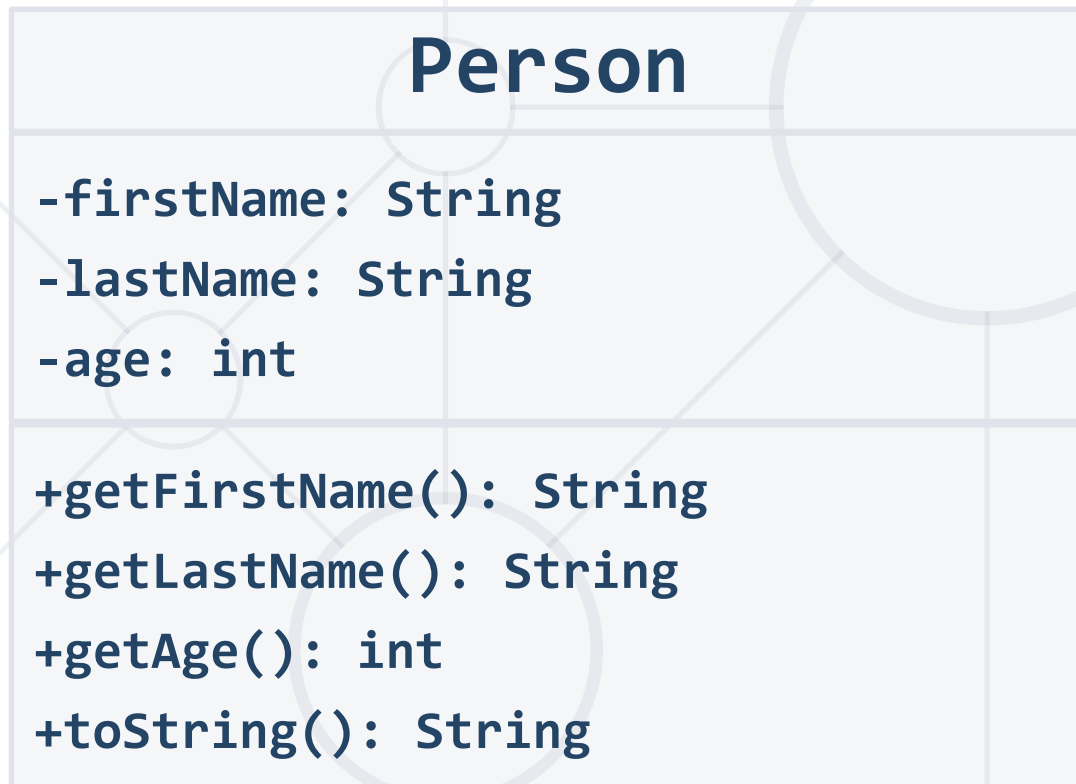 Person
-firstName: String
-lastName: String
-age: int
+getFirstName(): String
+getLastName(): String
+getAge(): int
+toString(): String